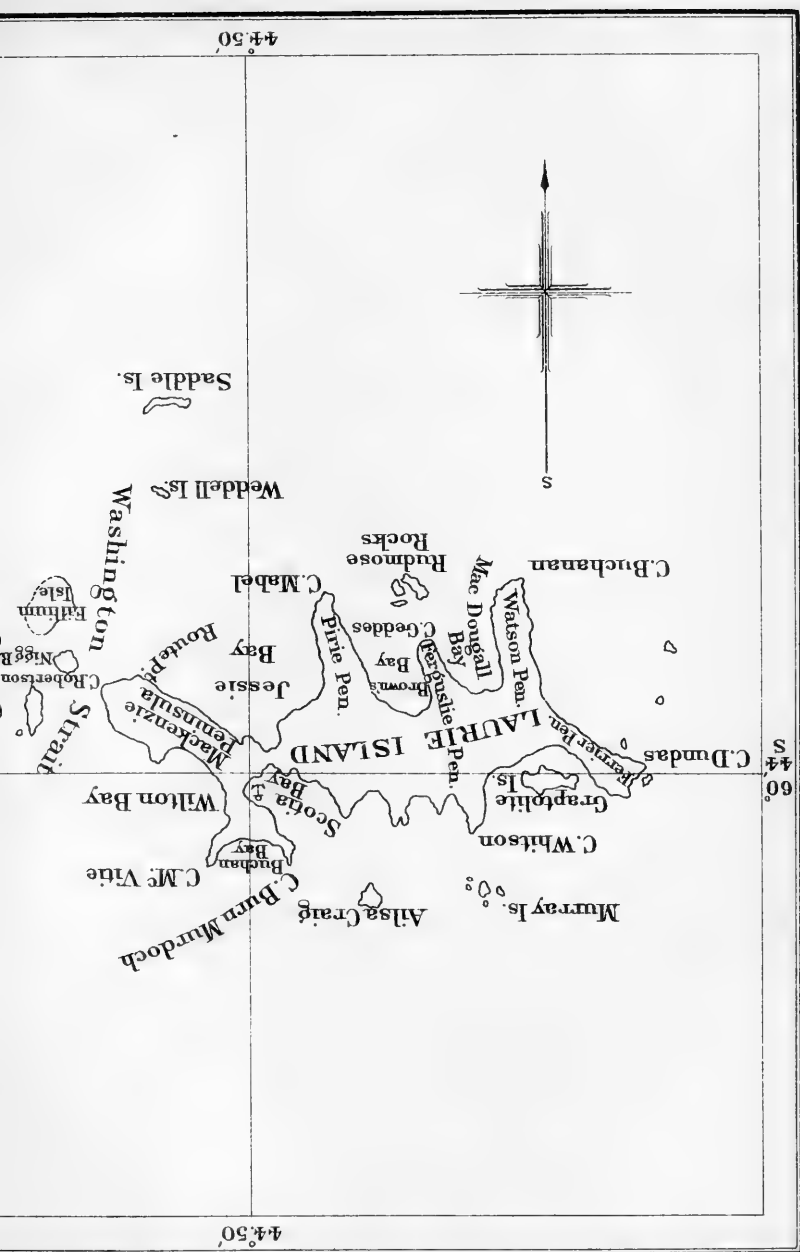 44° 50'
S
Saddle Is.
Weddell Is.
Washington
Strait
Eillium
Isle
Nigg R
C. Robertson
Route Pt.
Mackenzie
Peninsula
Jessie
Bay
C. Mabel
Pirie Pen.
Rudmose
Rocks
C. Geddes
Brown's
Bay
Ferguslie Pen.
Mac Dougall
Bay
Watson Pen.
C. Buchanan
LAURIE ISLAND
Ferrier Pen.
C. Dundas
60° 44' S
Graptolite
Is.
C. Whitson
Murray Is.
Ailsa Craig
Scotia
Bay
Wilton Bay
Buchan
Bay
C. Mc. Vitie
C. Burn Murdoch
44° 50'